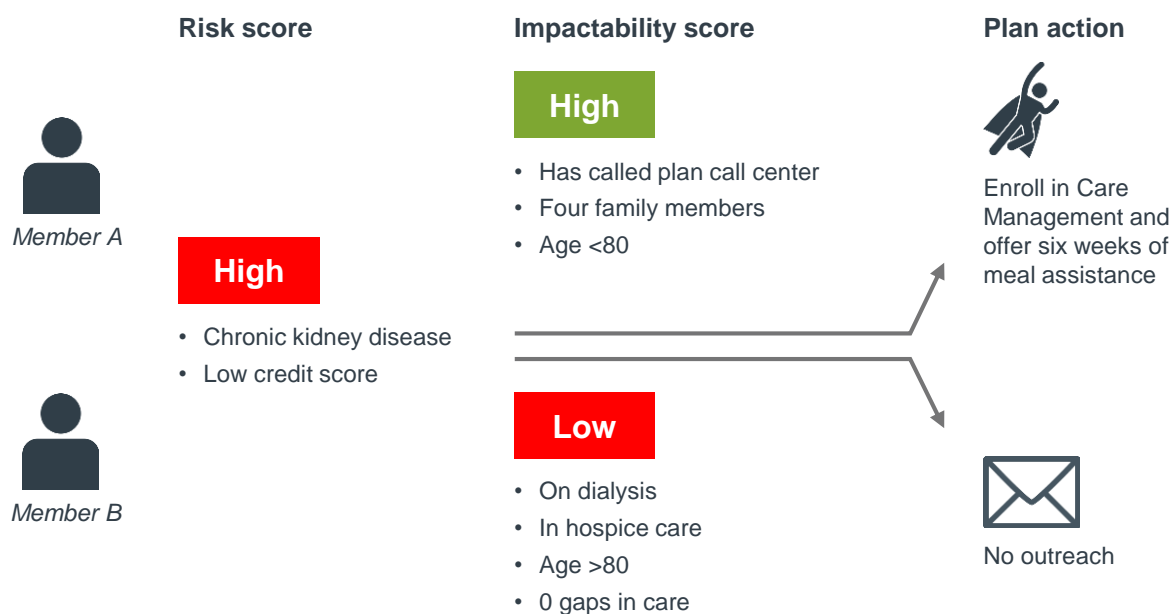 Risk score
Impactability score
Plan action
Member A
High
• Chronic kidney disease
• Low credit score
Member B
High
• Has called plan call center
• Four family members
• Age <80
Low
• On dialysis
• In hospice care
• Age >80
• 0 gaps in care
Enroll in Care
Management and
offer six weeks of
meal assistance
No outreach